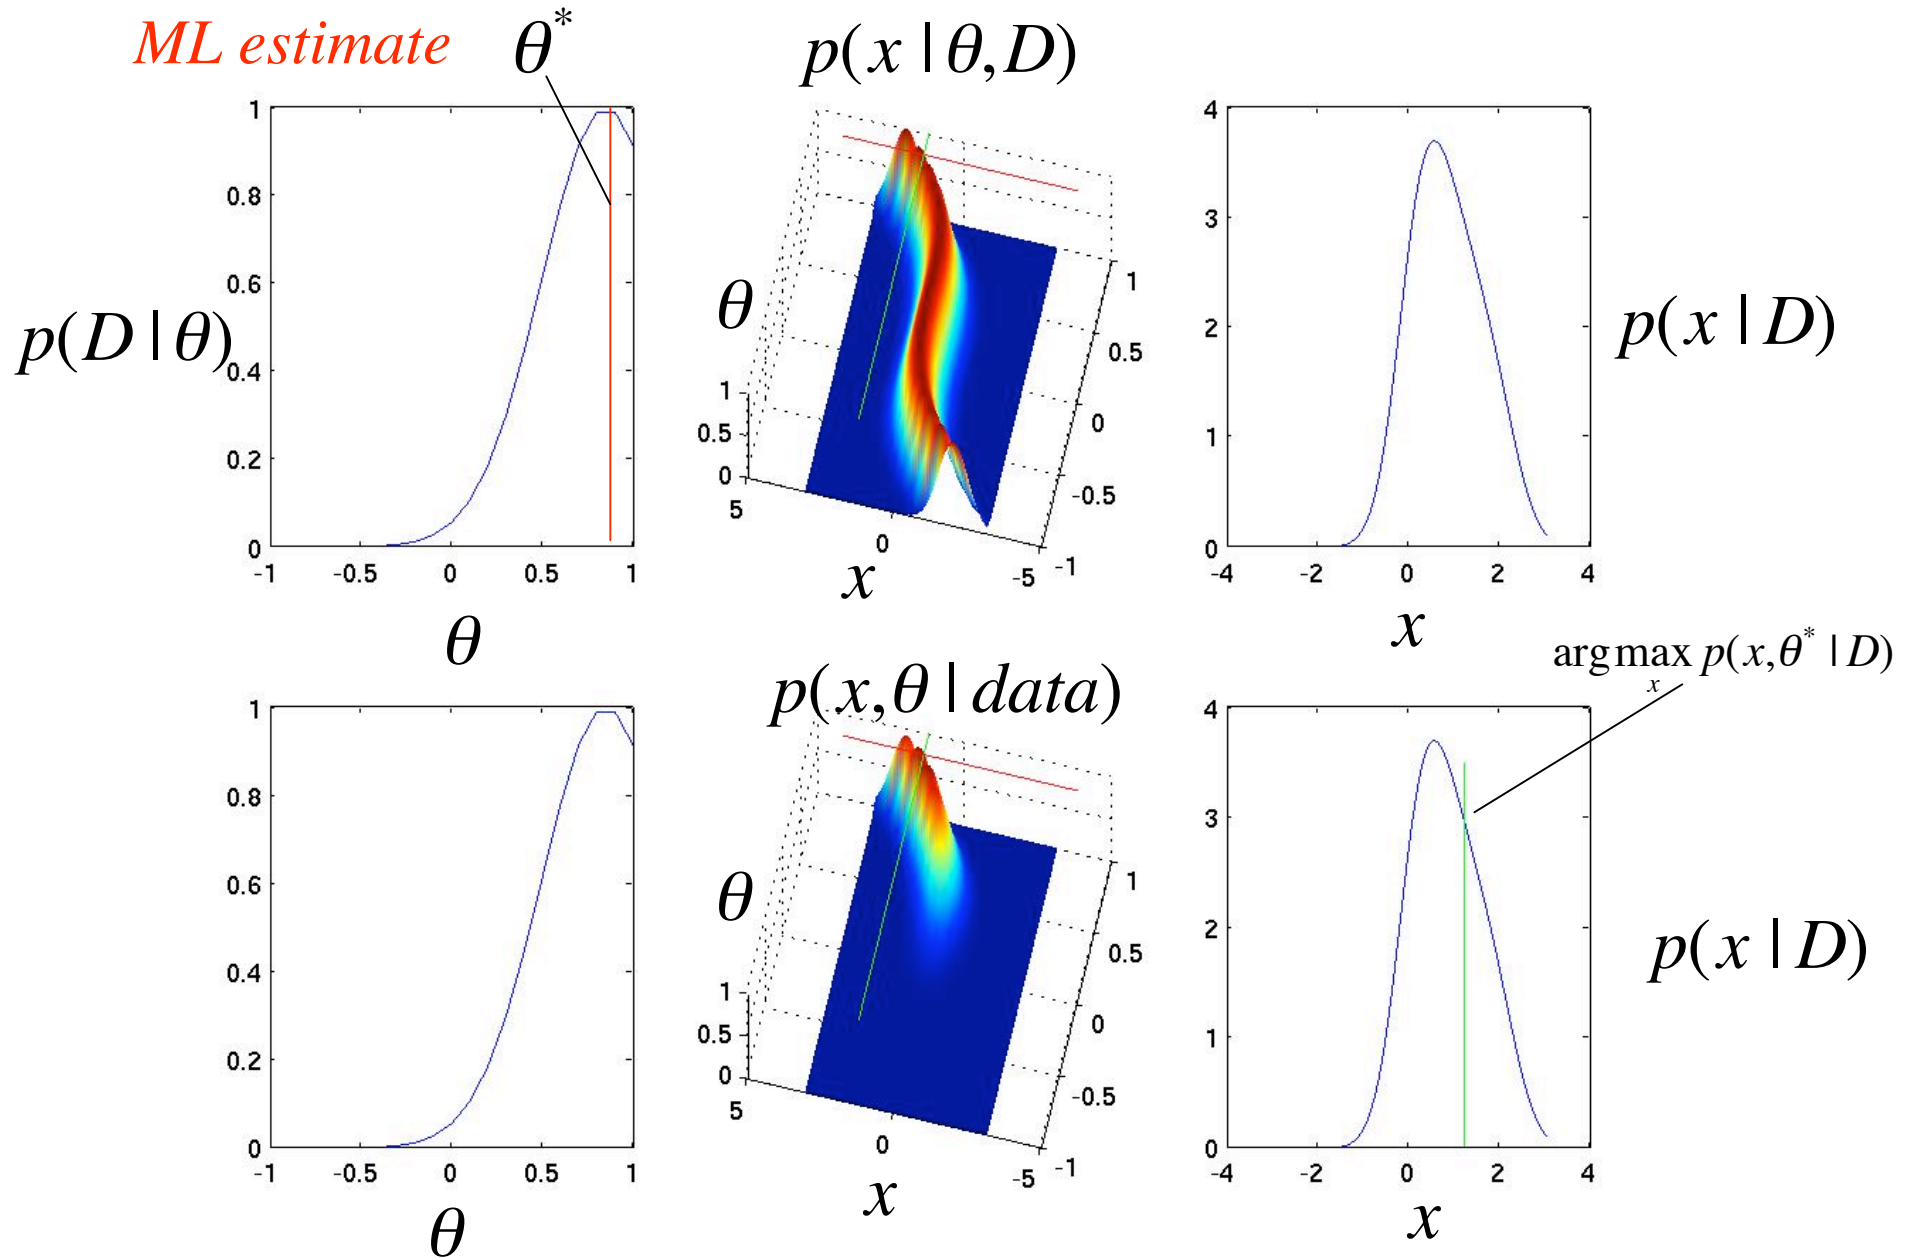 ML estimate θ* p(x | θ, D)
1
0.8
0.6
0.4
0.2
0
-1 -0.5 0 0.5 1
p(D | θ)
θ
θ
1
0.5
0
5 0 -5
x
1
0.5
0
-0.5
-1
4
3
2
1
0
-4 -2 0 2 4
x
p(x | D)
p(x, θ | data)
arg max p(x, θ* | D)
x
1
0.8
0.6
0.4
0.2
0
-1 -0.5 0 0.5 1
θ
θ
1
0.5
0
5 0 -5
x
1
0.5
0
-0.5
-1
4
3
2
1
0
-4 -2 0 2 4
x
p(x | D)